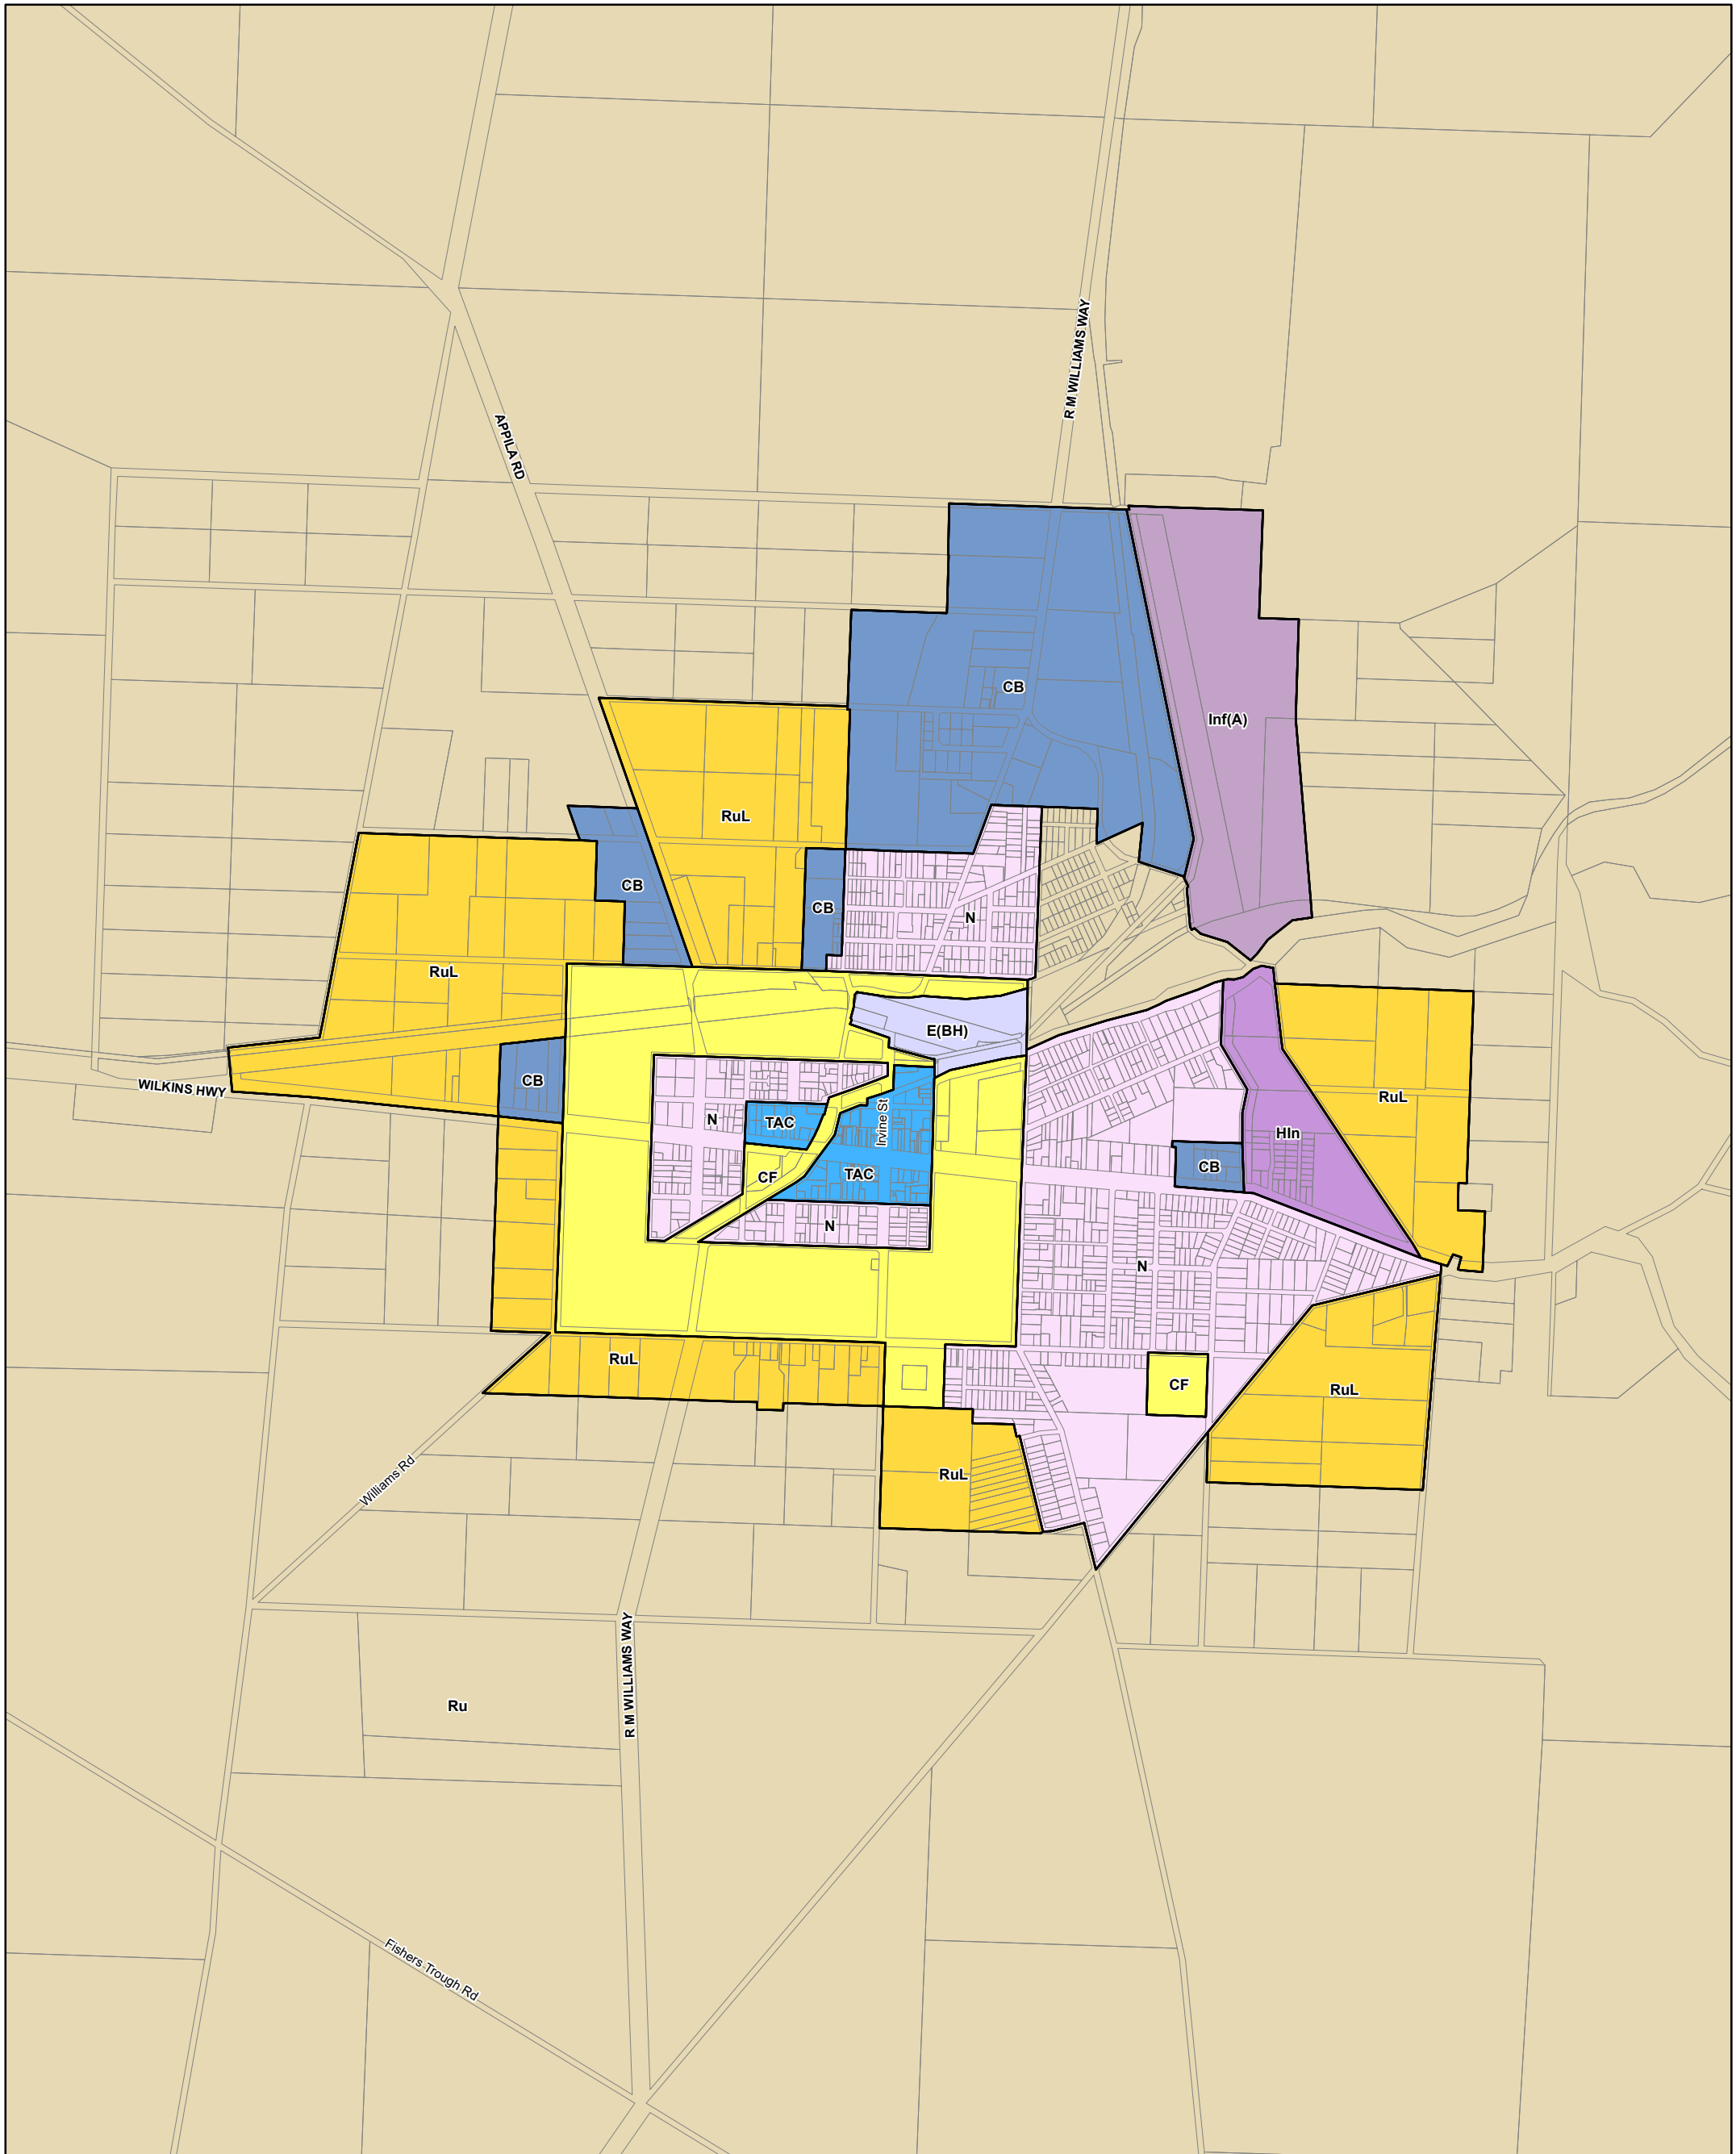 R M WILLIAMS WAY
APPILA RD
CB
Inf(A)
RuL
CB
CB
N
RuL
E(BH)
CB
WILKINS HWY
RuL
Irvine St
N
TAC
HIn
CB
CF
TAC
N
N
RuL
CF
RuL
RuL
Williams Rd
R M WILLIAMS WAY
Ru
Fishers Trough Rd